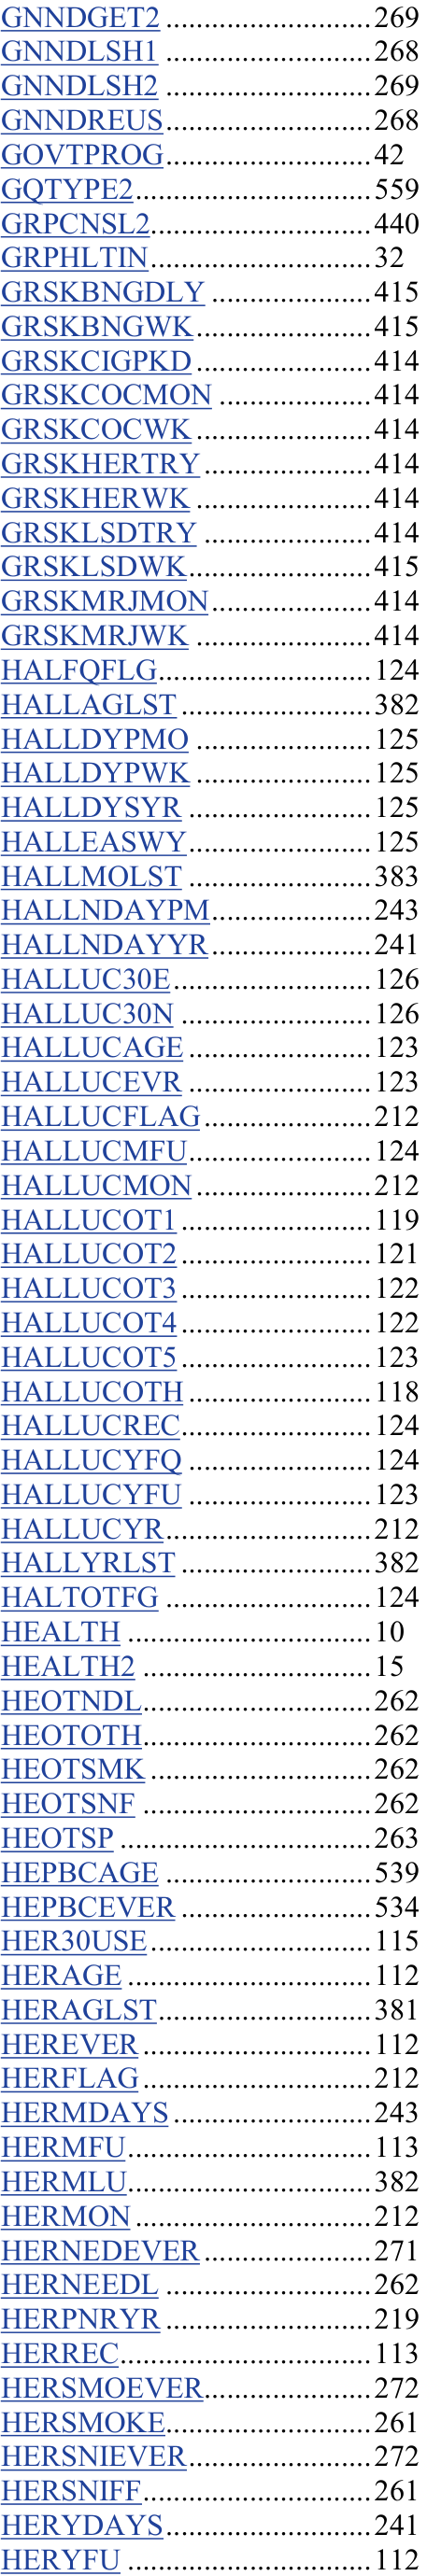 GNNDGET2 ............................... 269
GNNDLSH1 ............................... 268
GNNDLSH2 ............................... 269
GNNDREUS ............................... 268
GOVTPROG ............................... 42
GQTYPE2 ............................... 559
GRPCNSL2 ............................... 440
GRPHLTIN ............................... 32
GRSKBNGDLY ........................ 415
GRSKBNGWK .......................... 415
GRSKCIGPKD .......................... 414
GRSKCOCMON ....................... 414
GRSKCOCWK .......................... 414
GRSKHERTRY ......................... 414
GRSKHERWK .......................... 414
GRSKLSDTRY ......................... 414
GRSKLSDWK ........................... 415
GRSKMRJMON ........................ 414
GRSKMRJWK .......................... 414
HALFQFLG ............................... 124
HALLAGLST ............................ 382
HALLDYPMO .......................... 125
HALLDYPWK .......................... 125
HALLDYSYR ........................... 125
HALLEASWY ........................... 125
HALLMOLST ........................... 383
HALLNDAYPM ........................ 243
HALLNDAYYR ........................ 241
HALLUC30E ............................. 126
HALLUC30N ............................ 126
HALLUCAGE ........................... 123
HALLUCEVR ........................... 123
HALLUCFLAG ......................... 212
HALLUCMFU ........................... 124
HALLUCMON .......................... 212
HALLUCOT1 ............................ 119
HALLUCOT2 ............................ 121
HALLUCOT3 ............................ 122
HALLUCOT4 ............................ 122
HALLUCOT5 ............................ 123
HALLUCOTH ........................... 118
HALLUCREC ............................ 124
HALLUCYFQ ........................... 124
HALLUCYFU ........................... 123
HALLUCYR .............................. 212
HALLYRLST ............................ 382
HALTOTFG .............................. 124
HEALTH .................................... 10
HEALTH2 ................................. 15
HEOTNDL ................................. 262
HEOTOTH ................................. 262
HEOTSMK ................................ 262
HEOTSNF ................................. 262
HEOTSP ..................................... 263
HEPBCAGE .............................. 539
HEPBCEVER ............................ 534
HER30USE ................................ 115
HERAGE .................................... 112
HERAGLST ............................... 381
HEREVER ................................. 112
HERFLAG ................................. 212
HERMDAYS ............................. 243
HERMFU .................................... 113
HERMLU .................................... 382
HERMON ................................... 212
HERNEDEVER ......................... 271
HERNEEDL .............................. 262
HERPNRYR .............................. 219
HERREC ..................................... 113
HERSMOEVER ......................... 272
HERSMOKE .............................. 261
HERSNIEVER ........................... 272
HERSNIFF ................................. 261
HERYDAYS .............................. 241
HERYFU .................................... 112